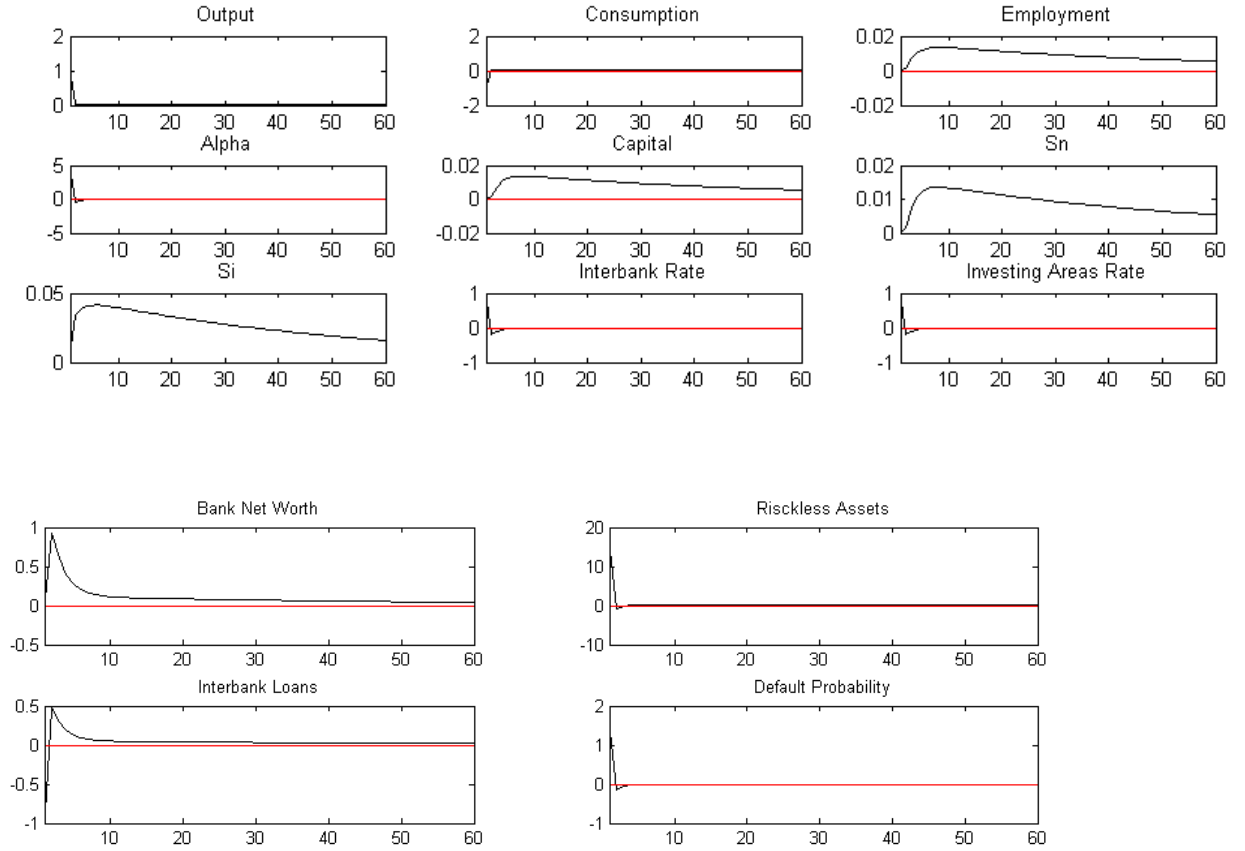 Output Consumption Employment
2 2 0.02
1 0 0
0 -2 -0.02
10 20 30 40 50 60 10 20 30 40 50 60 10 20 30 40 50 60
Alpha Capital Sn
5 0.02 0.02
0 0 0.01
-5 -0.02 0
10 20 30 40 50 60 10 20 30 40 50 60 10 20 30 40 50 60
Si Interbank Rate Investing Areas Rate
0.05 1 1
0 0
0 -1 -1
10 20 30 40 50 60 10 20 30 40 50 60 10 20 30 40 50 60
Bank Net Worth Risckless Assets
1 20
0.5 10
0 0
-0.5 -10
10 20 30 40 50 60 10 20 30 40 50 60
Interbank Loans Default Probability
0.5 2
0 1
-0.5 0
-1 -1
10 20 30 40 50 60 10 20 30 40 50 60